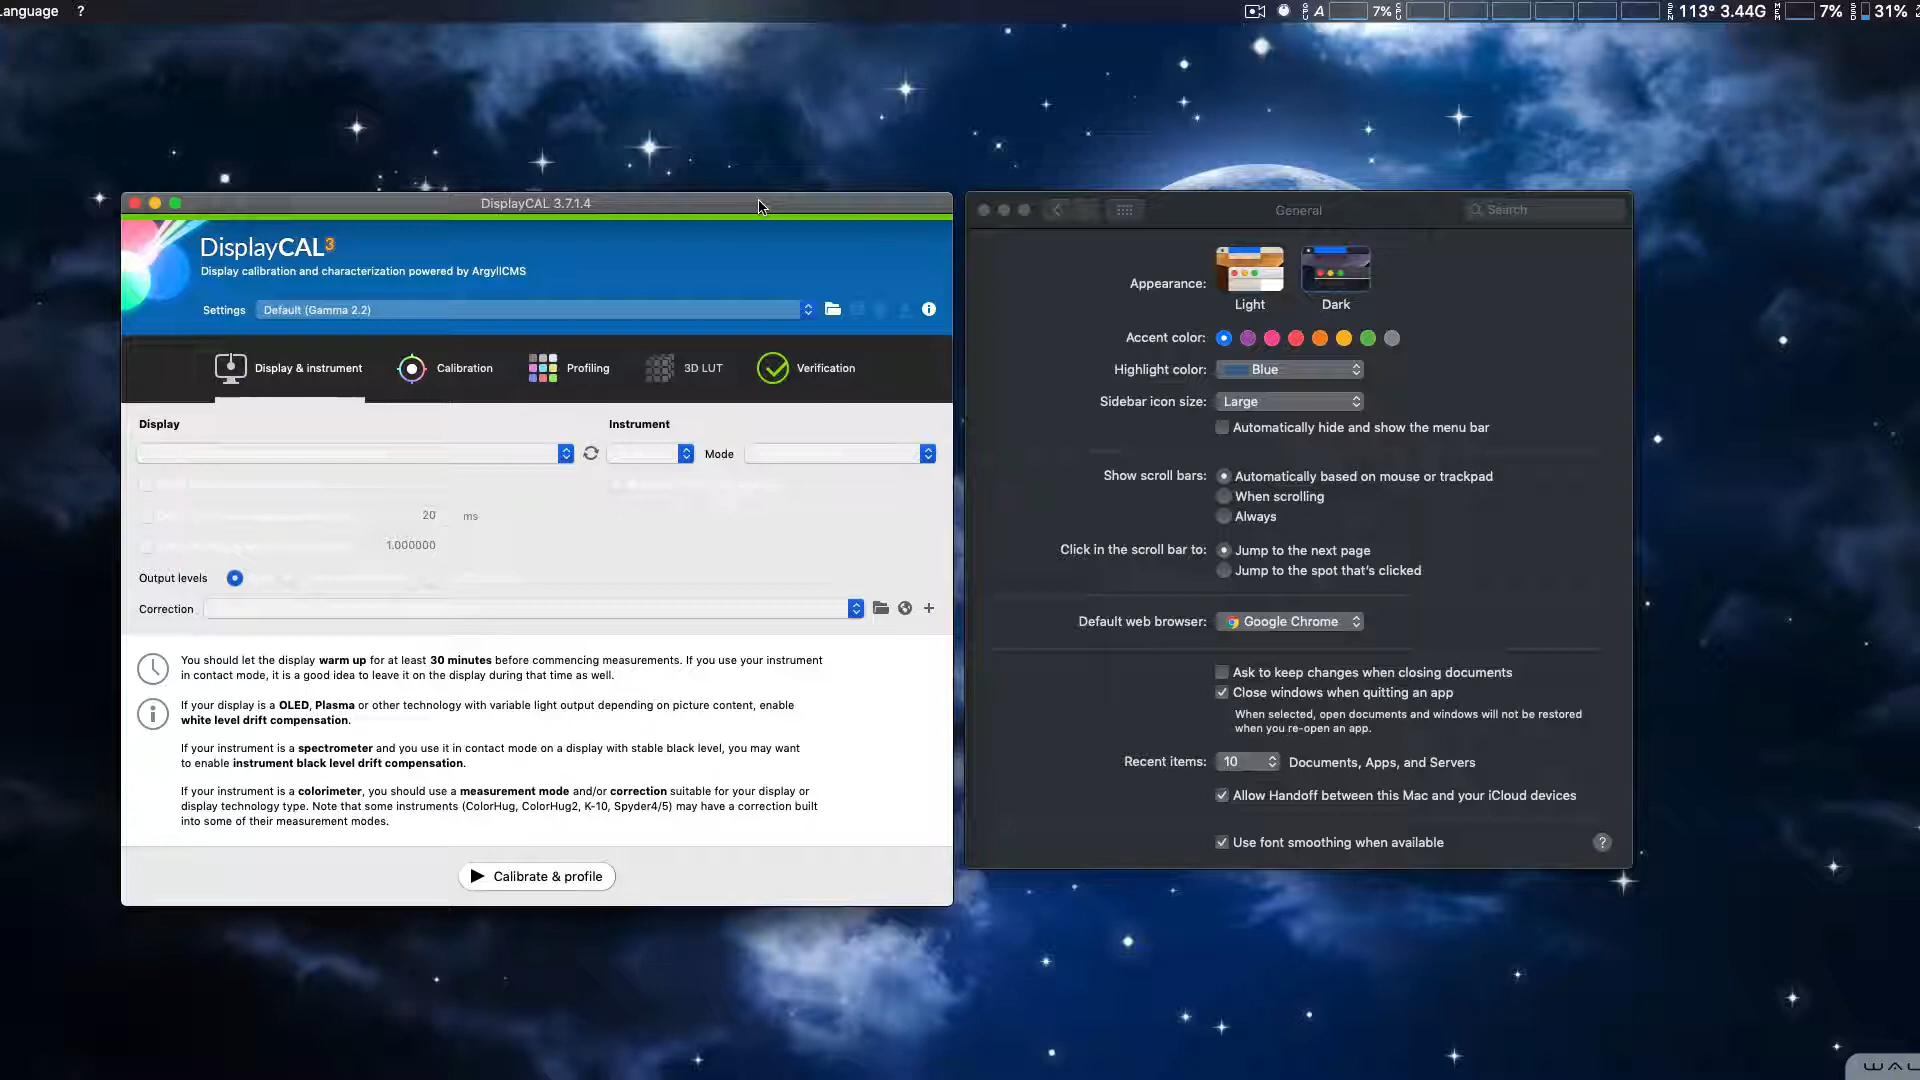 Language ?
A 7% 113° 3.44G 7% 31%
DisplayCAL 3.7.1.4
DisplayCAL3
Display calibration and characterization powered by ArgyllCMS
Settings Default (Gamma 2.2)
Display & instrument Calibration Profiling 3D LUT Verification
Display Instrument
Mode
20 ms
1.000000
Output levels
Correction
You should let the display warm up for at least 30 minutes before commencing measurements. If you use your instrument
in contact mode, it is a good idea to leave it on the display during that time as well.
If your display is a OLED, Plasma or other technology with variable light output depending on picture content, enable
white level drift compensation.
If your instrument is a spectrometer and you use it in contact mode on a display with stable black level, you may want
to enable instrument black level drift compensation.
If your instrument is a colorimeter, you should use a measurement mode and/or correction suitable for your display or
display technology type. Note that some instruments (ColorHug, ColorHug2, K-10, Spyder4/5) may have a correction built
into some of their measurement modes.
Calibrate & profile
General
Search
Appearance:
Light Dark
Accent color:
Highlight color: Blue
Sidebar icon size: Large
Automatically hide and show the menu bar
Show scroll bars: Automatically based on mouse or trackpad
When scrolling
Always
Click in the scroll bar to: Jump to the next page
Jump to the spot that's clicked
Default web browser: Google Chrome
Ask to keep changes when closing documents
Close windows when quitting an app
When selected, open documents and windows will not be restored
when you re-open an app.
Recent items: 10 Documents, Apps, and Servers
Allow Handoff between this Mac and your iCloud devices
Use font smoothing when available ?